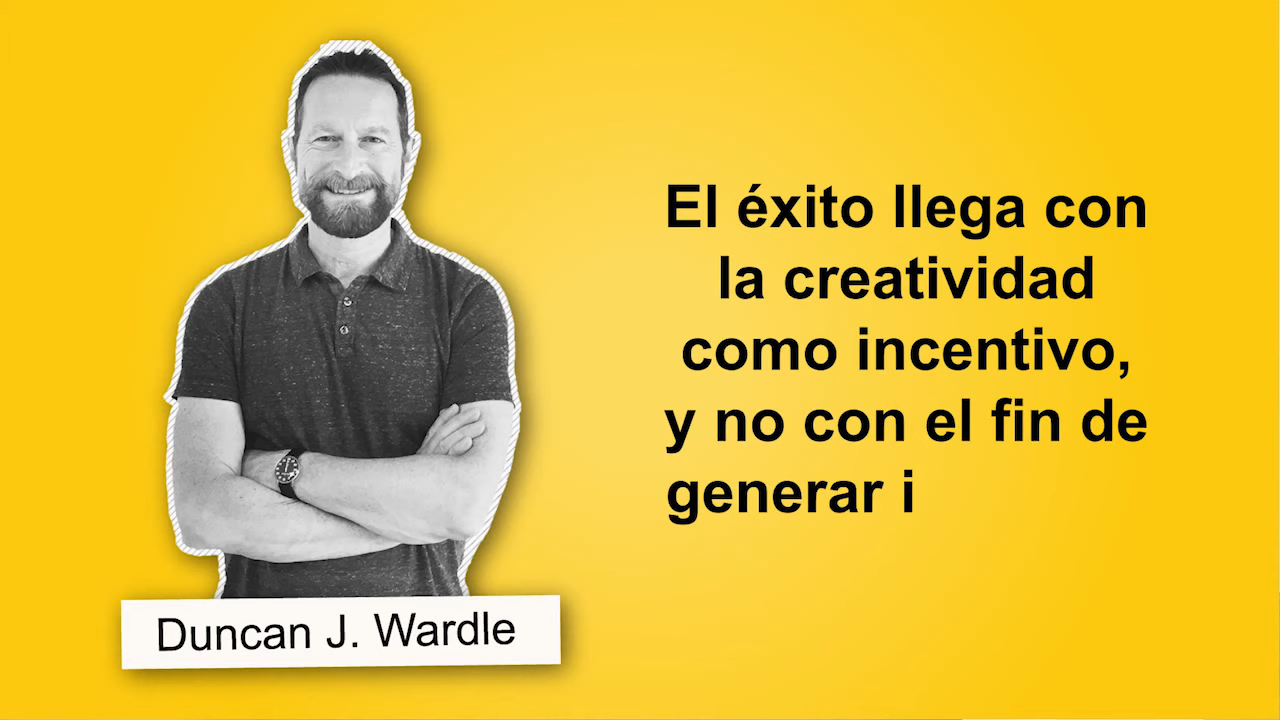 El éxito llega con
la creatividad
como incentivo,
y no con el fin de
generar i
Duncan J. Wardle